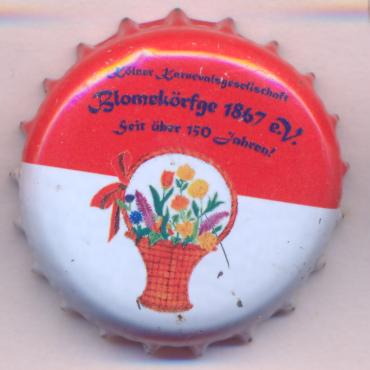 Kölner Karnevalsgesellschaft
Blomekörfge 1867 e.V.
Seit über 150 Jahren!